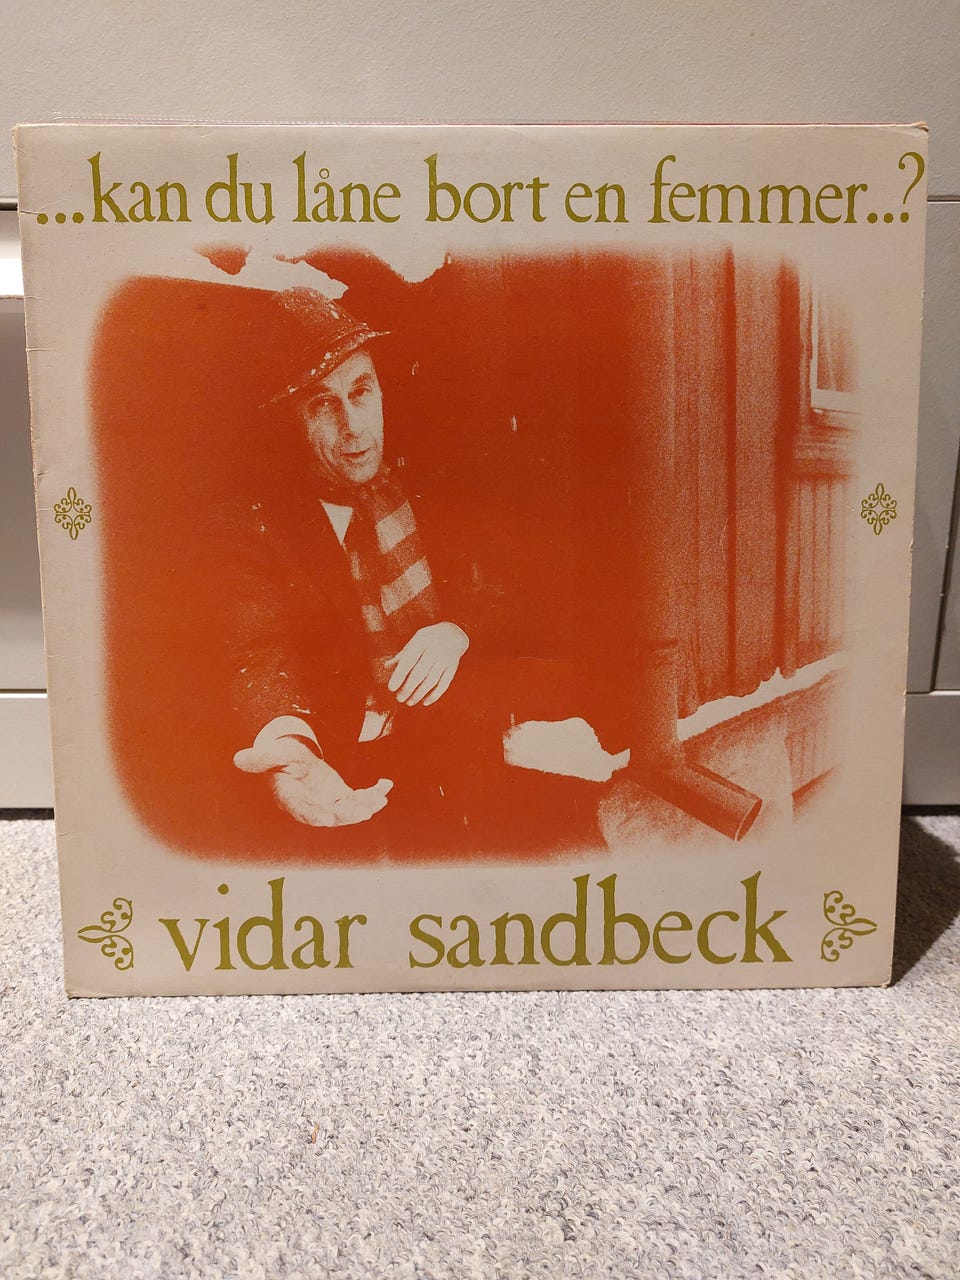 ...kan du låne bort en femmer..?
vidar sandbeck